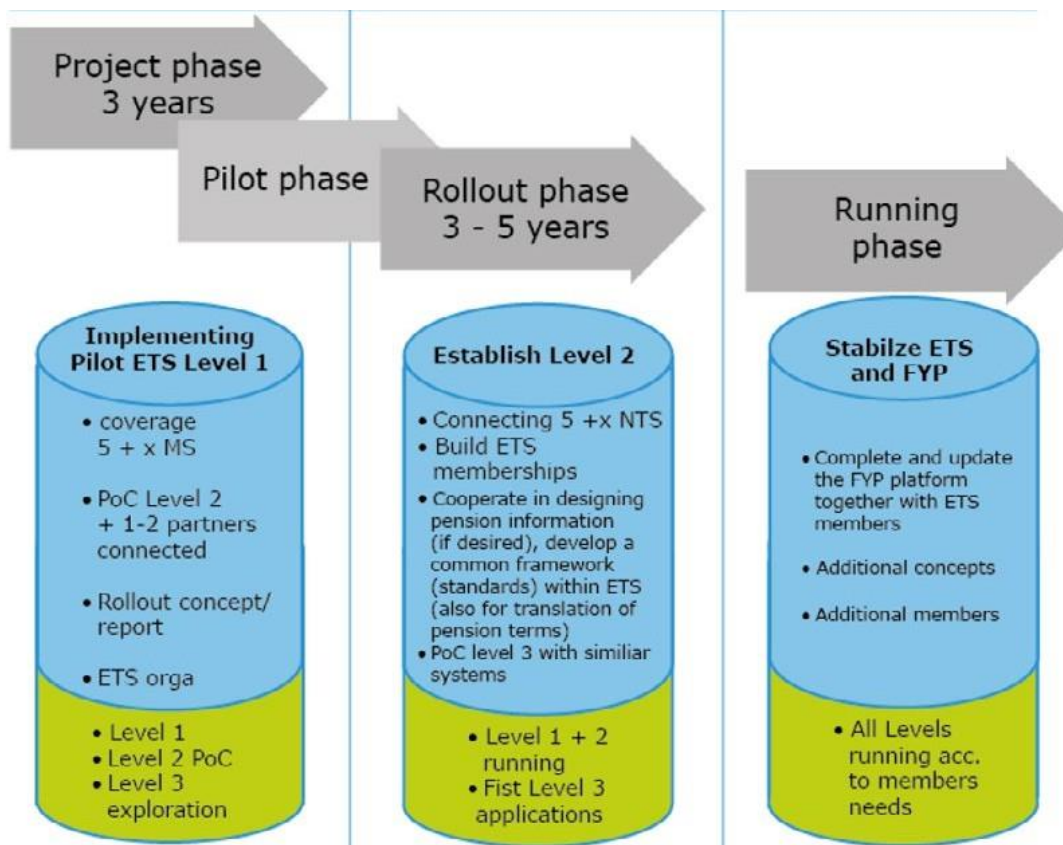 Project phase
3 years
Pilot phase
Rollout phase
3 - 5 years
Running
phase
Implementing
Pilot ETS Level 1
• coverage
5 + x MS
• PoC Level 2
+ 1-2 partners
connected
• Rollout concept/
report
• ETS orga
• Level 1
• Level 2 PoC
• Level 3
exploration
Establish Level 2
• Connecting 5 +x NTS
• Build ETS
memberships
• Cooperate in designing
pension information
(if desired), develop a
common framework
(standards) within ETS
(also for translation of
pension terms)
• PoC level 3 with similiar
systems
• Level 1 + 2
running
• Fist Level 3
applications
Stabilze ETS
and FYP
• Complete and update
the FYP platform
together with ETS
members
• Additional concepts
• Additional members
• All Levels
running acc.
to members
needs